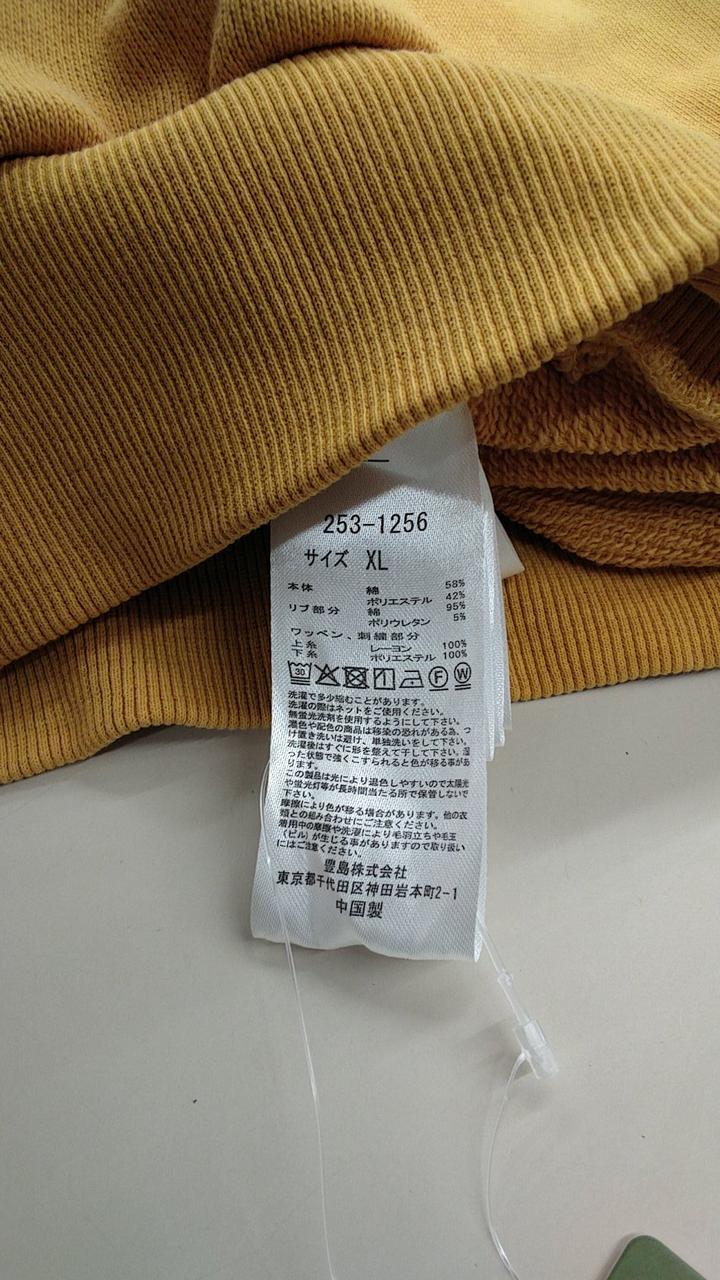 253-1256
サイズ XL
本体 綿 58%
ポリエステル 42%
リブ部分 綿 95%
ポリウレタン 5%
ワッペン、刺繍部分
上糸 レーヨン 100%
下糸 ポリエステル 100%
30 F W
洗濯で多少縮むことがあります。
洗濯の際はネットをご使用ください。
無蛍光洗剤を使用するようにして下さい。
濃色や配色の商品は移染の恐れがある為、つ
け置き洗いは避け、単独洗いをして下さい。
洗濯後はすぐに形を整えて干して下さい。湿
った状態で強くこすられると色が移る事があ
ります。
この製品は光により退色しやすいので太陽光
や蛍光灯等が長時間当たる所で保管しないで
下さい。
摩擦により色が移る場合があります。他の衣
類との組み合わせにご注意ください。
着用中の摩擦や洗濯により毛羽立ちや毛玉
(ピル)が生じる事がありますので取り扱い
にはご注意ください。
豊島株式会社
東京都千代田区神田岩本町2-1
中国製